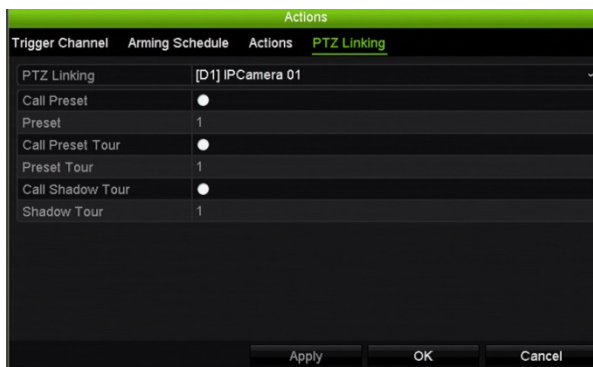 Actions
Trigger Channel Arming Schedule Actions PTZ Linking
PTZ Linking [D1] IPCamera 01
Call Preset
Preset 1
Call Preset Tour
Preset Tour 1
Call Shadow Tour
Shadow Tour 1
Apply OK Cancel